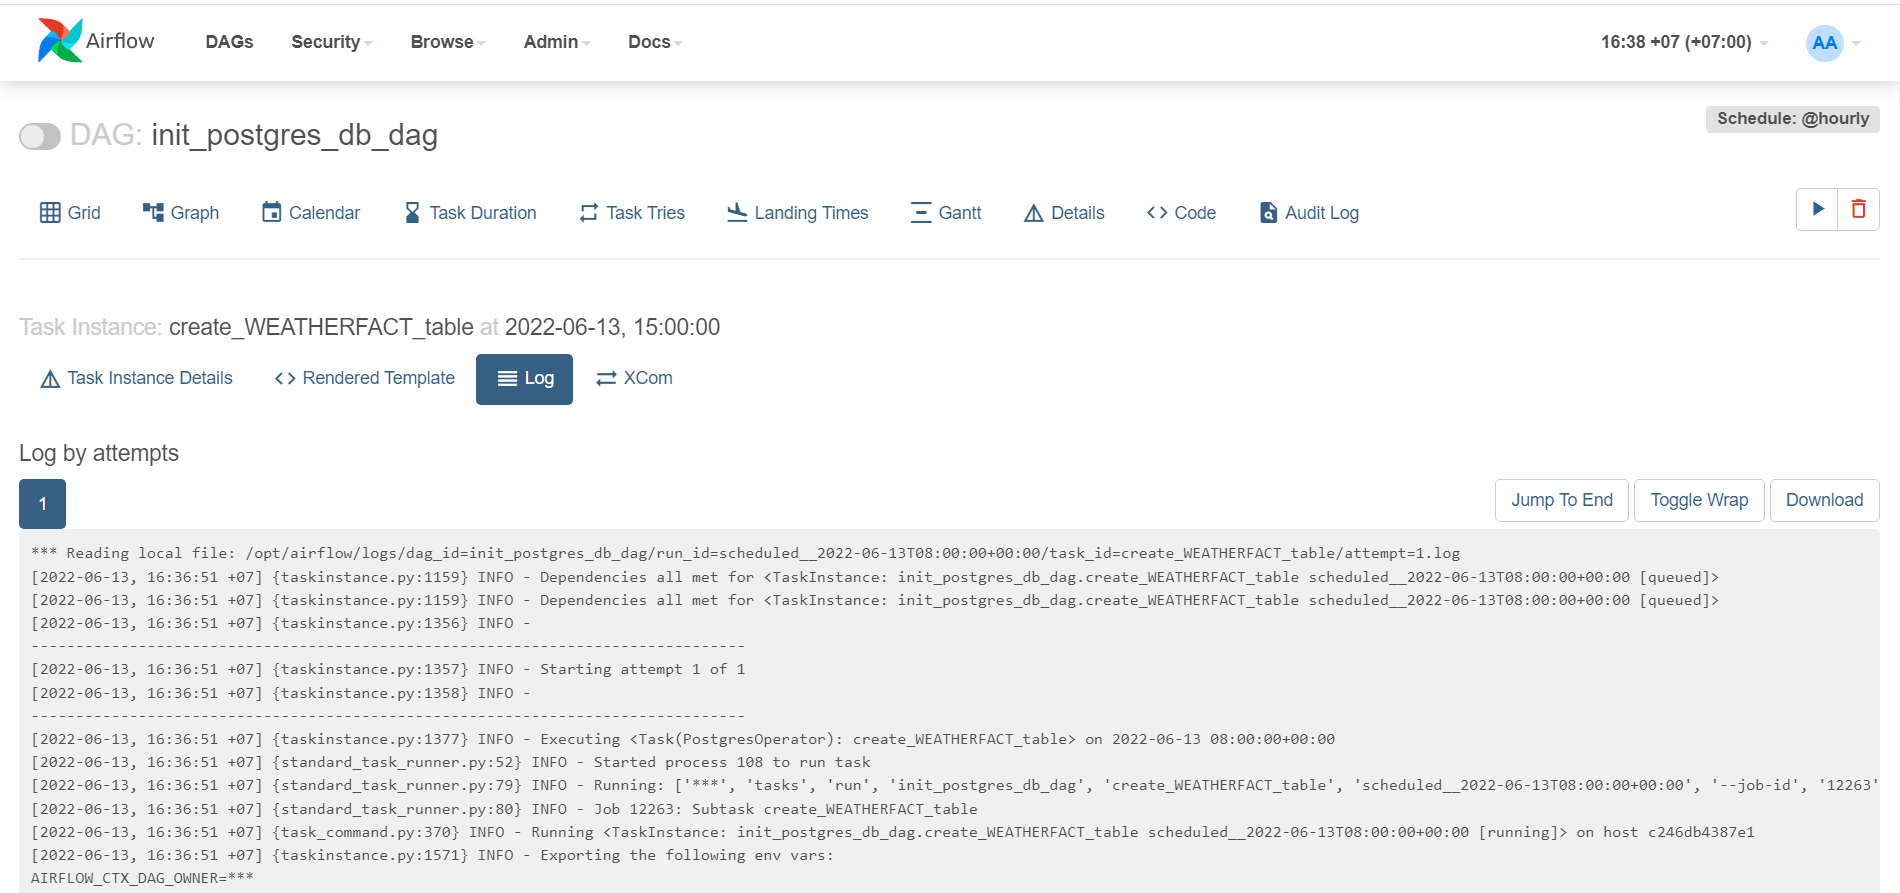 Airflow DAGs Security Browse Admin Docs 16:38 +07 (+07:00) AA
Schedule: @hourly
DAG: init_postgres_db_dag
Grid Graph Calendar Task Duration Task Tries Landing Times Gantt Details Code Audit Log
Task Instance: create_WEATHERFACT_table at 2022-06-13, 15:00:00
Task Instance Details Rendered Template Log XCom
Log by attempts
1 Jump To End Toggle Wrap Download
*** Reading local file: /opt/airflow/logs/dag_id=init_postgres_db_dag/run_id=scheduled__2022-06-13T08:00:00+00:00/task_id=create_WEATHERFACT_table/attempt=1.log
[2022-06-13, 16:36:51 +07] {taskinstance.py:1159} INFO - Dependencies all met for <TaskInstance: init_postgres_db_dag.create_WEATHERFACT_table scheduled__2022-06-13T08:00:00+00:00 [queued]>
[2022-06-13, 16:36:51 +07] {taskinstance.py:1159} INFO - Dependencies all met for <TaskInstance: init_postgres_db_dag.create_WEATHERFACT_table scheduled__2022-06-13T08:00:00+00:00 [queued]>
[2022-06-13, 16:36:51 +07] {taskinstance.py:1356} INFO -
--------------------------------------------------------------------------------
[2022-06-13, 16:36:51 +07] {taskinstance.py:1357} INFO - Starting attempt 1 of 1
[2022-06-13, 16:36:51 +07] {taskinstance.py:1358} INFO -
--------------------------------------------------------------------------------
[2022-06-13, 16:36:51 +07] {taskinstance.py:1377} INFO - Executing <Task(PostgresOperator): create_WEATHERFACT_table> on 2022-06-13 08:00:00+00:00
[2022-06-13, 16:36:51 +07] {standard_task_runner.py:52} INFO - Started process 108 to run task
[2022-06-13, 16:36:51 +07] {standard_task_runner.py:79} INFO - Running: ['***', 'tasks', 'run', 'init_postgres_db_dag', 'create_WEATHERFACT_table', 'scheduled__2022-06-13T08:00:00+00:00', '--job-id', '12263'
[2022-06-13, 16:36:51 +07] {standard_task_runner.py:80} INFO - Job 12263: Subtask create_WEATHERFACT_table
[2022-06-13, 16:36:51 +07] {task_command.py:370} INFO - Running <TaskInstance: init_postgres_db_dag.create_WEATHERFACT_table scheduled__2022-06-13T08:00:00+00:00 [running]> on host c246db4387e1
[2022-06-13, 16:36:51 +07] {taskinstance.py:1571} INFO - Exporting the following env vars:
AIRFLOW_CTX_DAG_OWNER=***